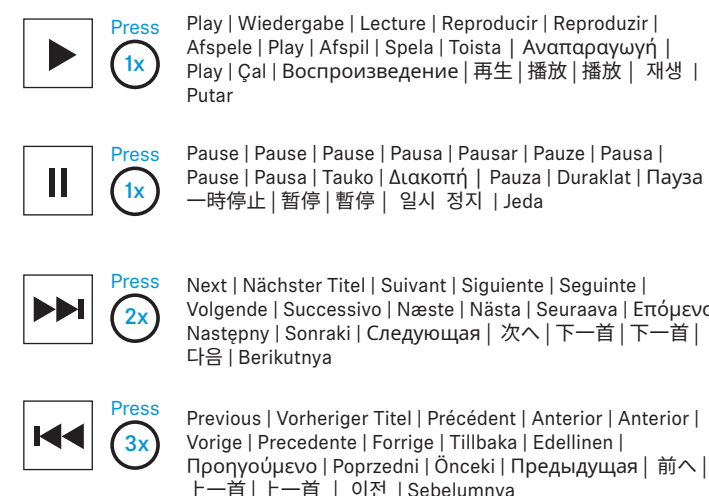 Press
1x
Play | Wiedergabe | Lecture | Reproducir | Reproduzir |
Afspele | Play | Afspil | Spela | Toista | Αναπαραγωγή |
Play | Çal | Воспроизведение | 再生 | 播放 | 播放 | 재생 |
Putar
Press
1x
Pause | Pause | Pause | Pausa | Pausar | Pauze | Pausa |
Pause | Pausa | Tauko | Διακοπή | Pauza | Duraklat | Пауза
一時停止 | 暂停 | 暫停 | 일시 정지 | Jeda
Press
2x
Next | Nächster Titel | Suivant | Siguiente | Seguinte |
Volgende | Successivo | Næste | Nästa | Seuraava | Επόμενο
Następny | Sonraki | Следующая | 次へ | 下一首 | 下一首 |
다음 | Berikutnya
Press
3x
Previous | Vorheriger Titel | Précédent | Anterior | Anterior |
Vorige | Precedente | Forrige | Tillbaka | Edellinen |
Προηγούμενο | Poprzedni | Önceki | Предыдущая | 前へ |
上一首 | 上一首 | 이전 | Sebelumnya